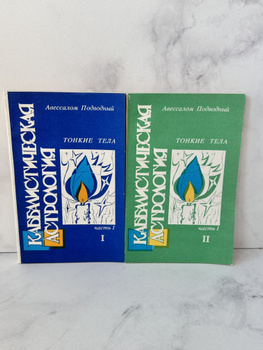 Авессалом Подводный
КАББАЛИСТИЧЕСКАЯ
АСТРОЛОГИЯ
ТОНКИЕ ТЕЛА
часть 1
I
Авессалом Подводный
КАББАЛИСТИЧЕСКАЯ
АСТРОЛОГИЯ
ТОНКИЕ ТЕЛА
часть 1
II